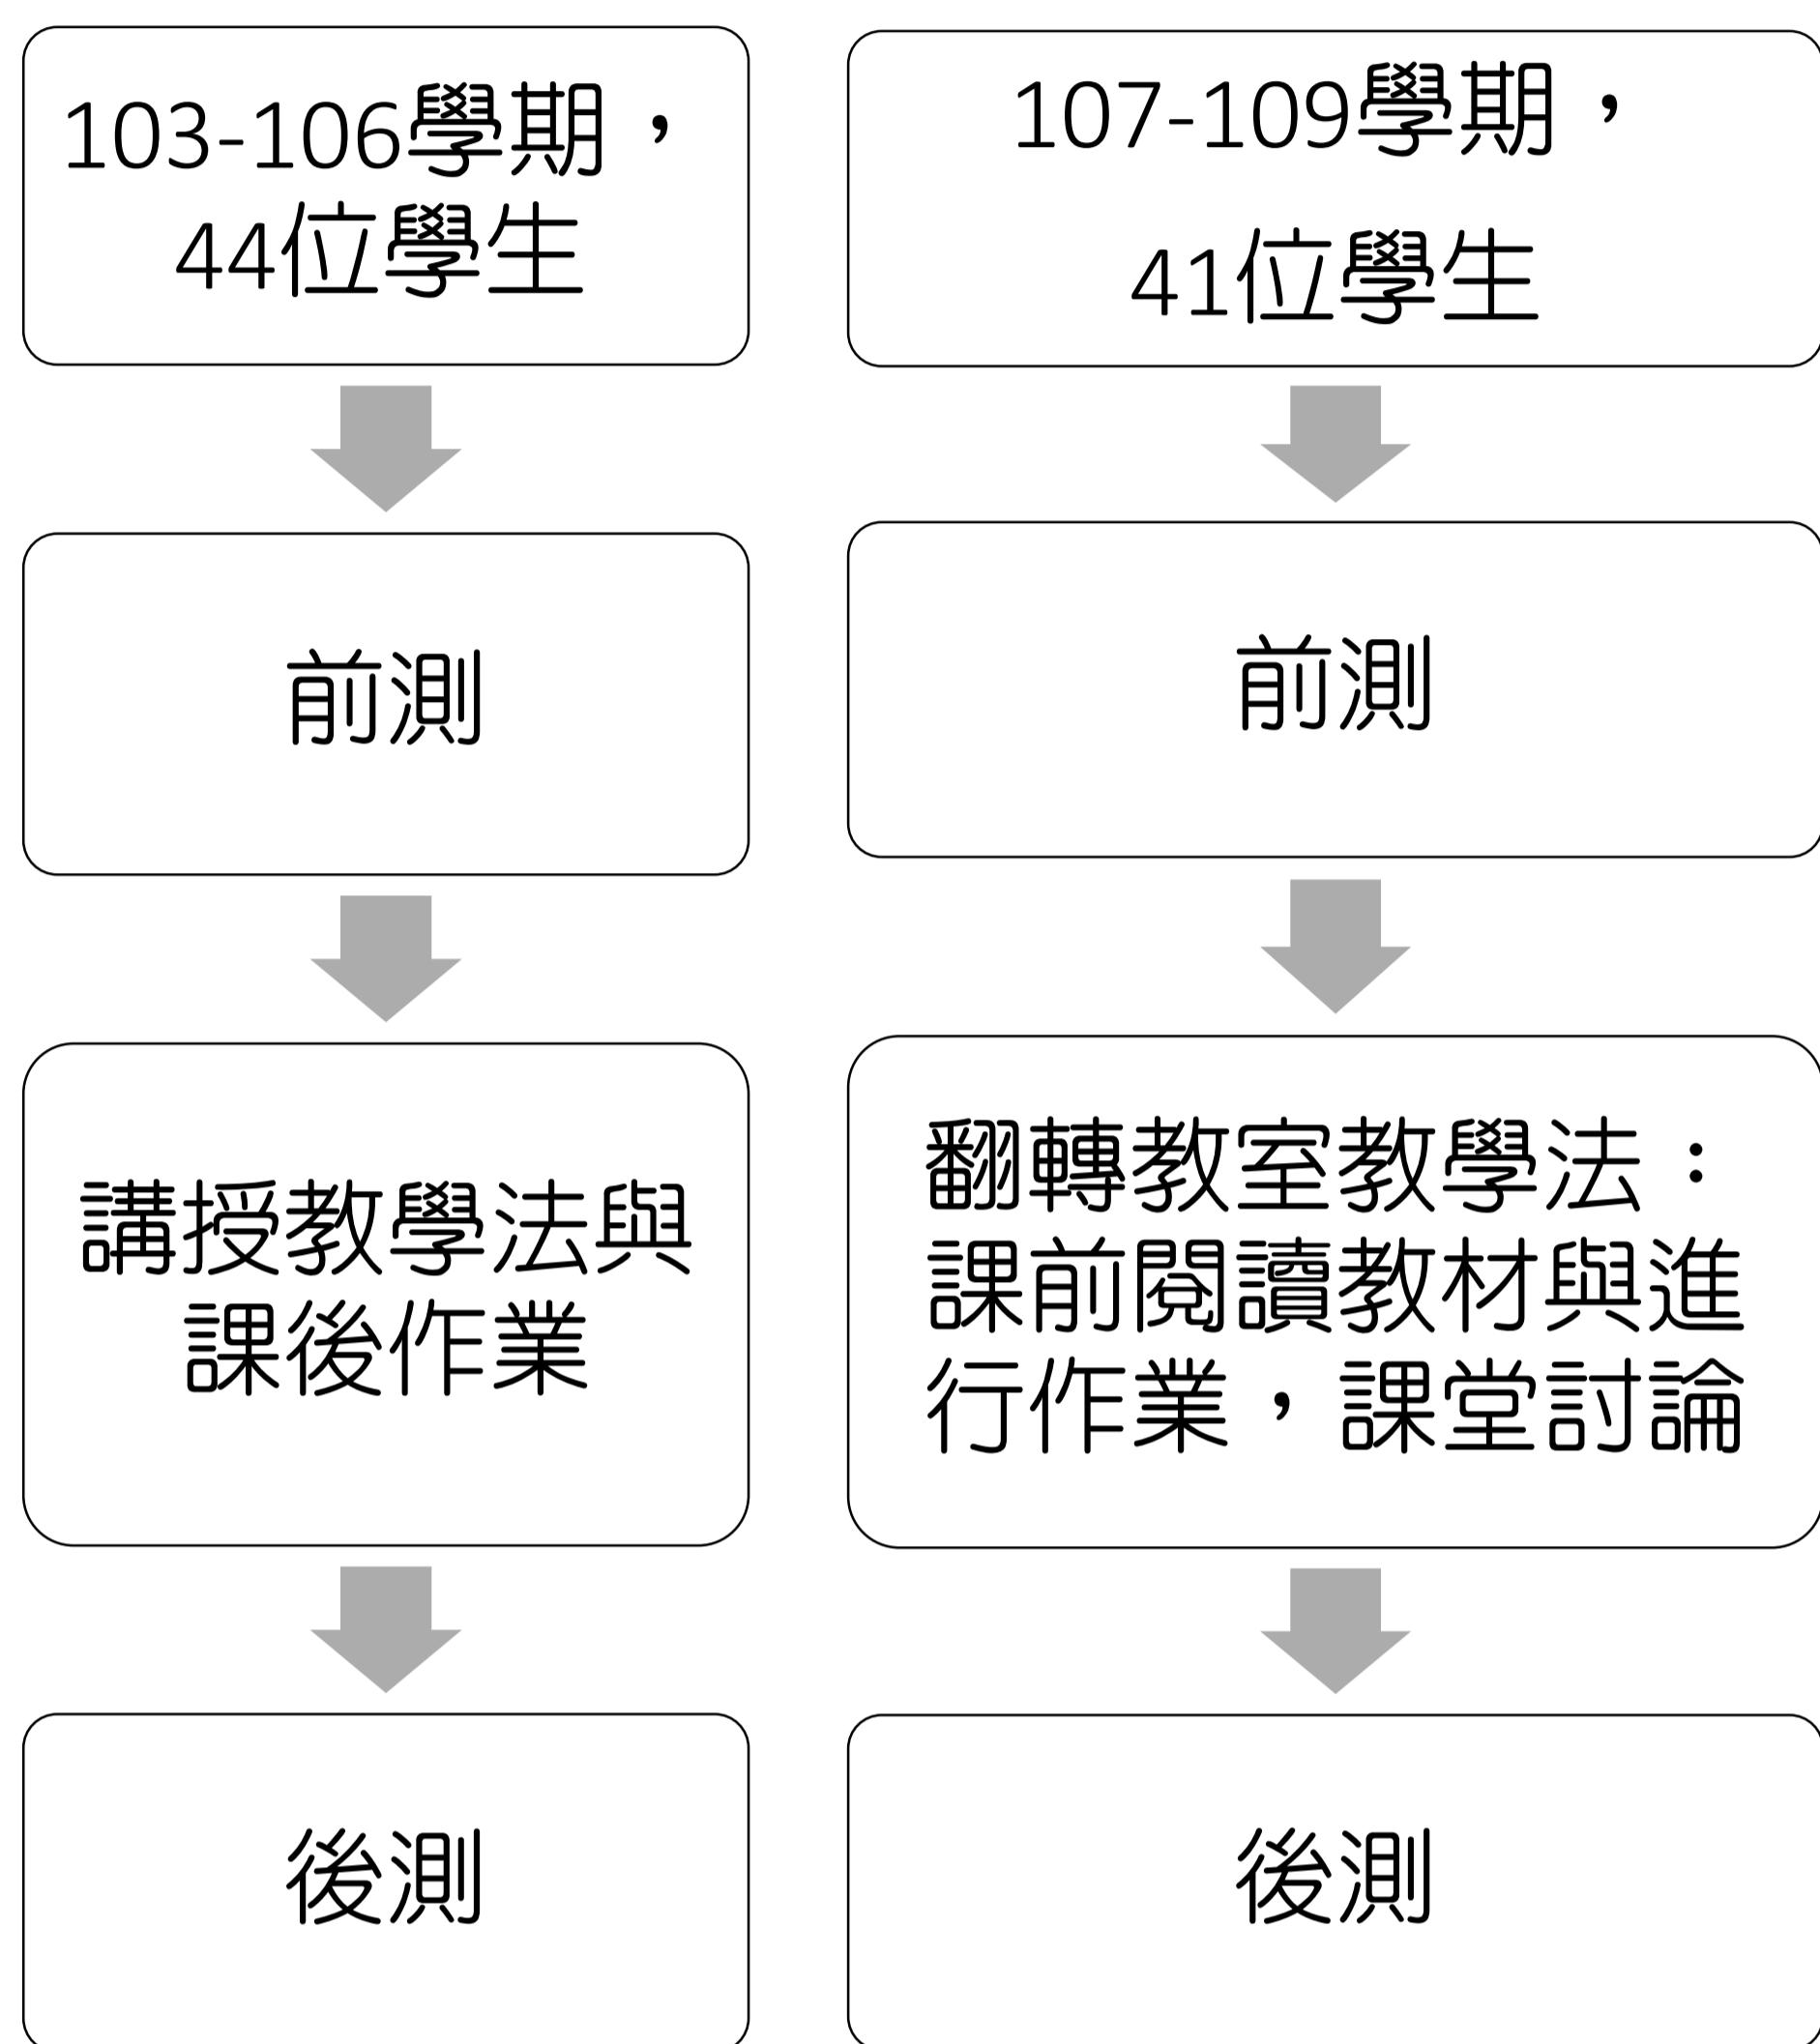 103-106學期，
44位學生
前測
講授教學法與
課後作業
後測
107-109學期，
41位學生
前測
翻轉教室教學法：
課前閱讀教材與進
行作業，課堂討論
後測